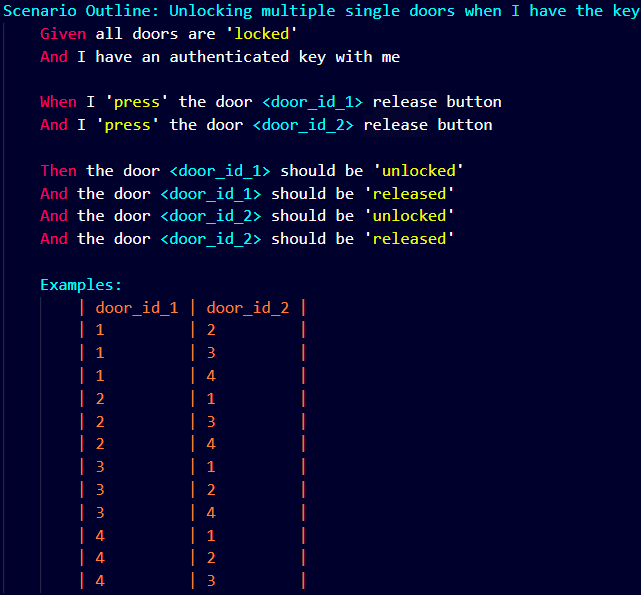 Scenario Outline: Unlocking multiple single doors when I have the key
Given all doors are 'locked'
And I have an authenticated key with me
When I 'press' the door <door_id_1> release button
And I 'press' the door <door_id_2> release button
Then the door <door_id_1> should be 'unlocked'
And the door <door_id_1> should be 'released'
And the door <door_id_2> should be 'unlocked'
And the door <door_id_2> should be 'released'
Examples:
| door_id_1 | door_id_2 |
| 1 | 2 |
| 1 | 3 |
| 1 | 4 |
| 2 | 1 |
| 2 | 3 |
| 2 | 4 |
| 3 | 1 |
| 3 | 2 |
| 3 | 4 |
| 4 | 1 |
| 4 | 2 |
| 4 | 3 |